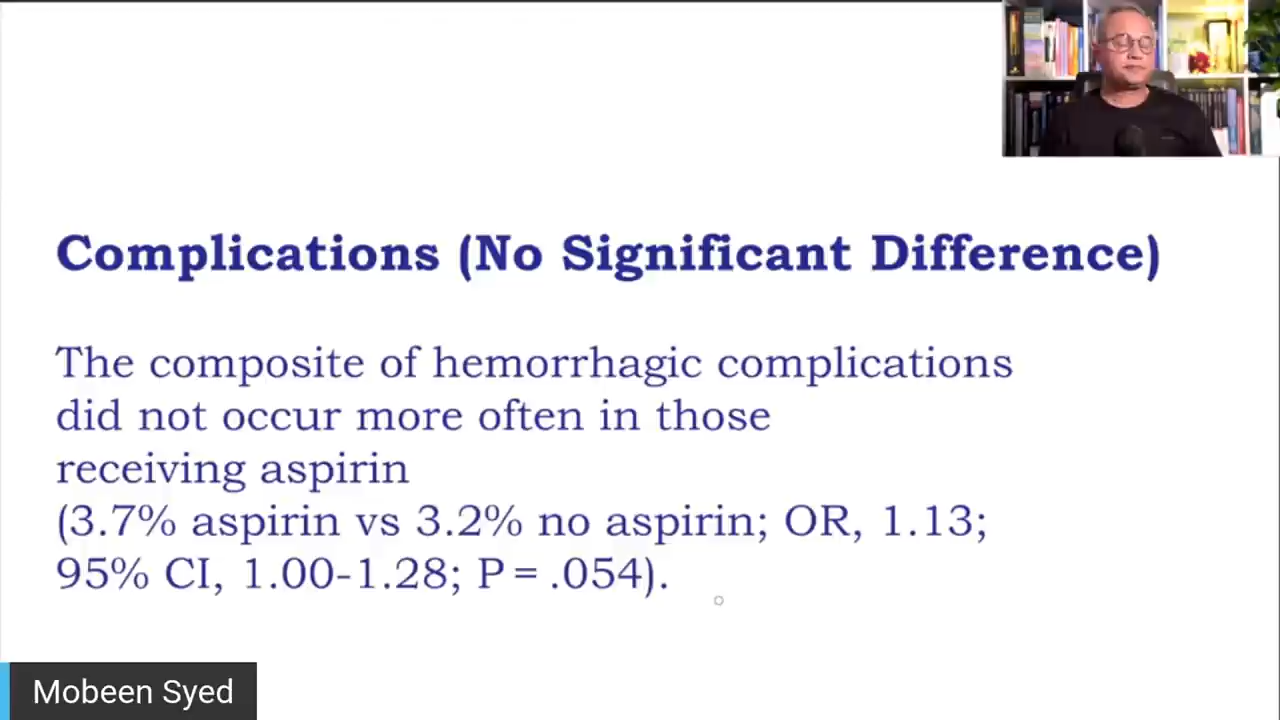 Complications (No Significant Difference)
The composite of hemorrhagic complications
did not occur more often in those
receiving aspirin
(3.7% aspirin vs 3.2% no aspirin; OR, 1.13;
95% CI, 1.00-1.28; P = .054).
Mobeen Syed